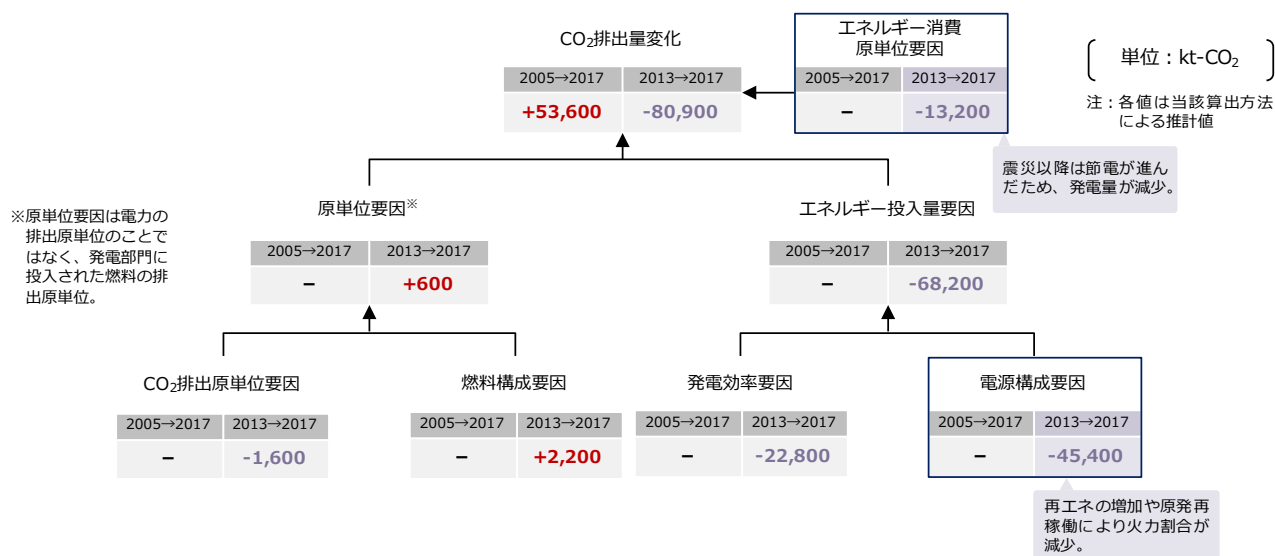 CO₂排出量変化
2005→2017 2013→2017
+53,600 -80,900
エネルギー消費
原単位要因
2005→2017 2013→2017
– -13,200
単位：kt-CO₂
注：各値は当該算出方法
による推計値
震災以降は節電が進ん
だため、発電量が減少。
※原単位要因は電力の
排出原単位のことで
はなく、発電部門に
投入された燃料の排
出原単位。
原単位要因※
2005→2017 2013→2017
– +600
エネルギー投入量要因
2005→2017 2013→2017
– -68,200
CO₂排出原単位要因
2005→2017 2013→2017
– -1,600
燃料構成要因
2005→2017 2013→2017
– +2,200
発電効率要因
2005→2017 2013→2017
– -22,800
電源構成要因
2005→2017 2013→2017
– -45,400
再エネの増加や原発再
稼働により火力割合が
減少。